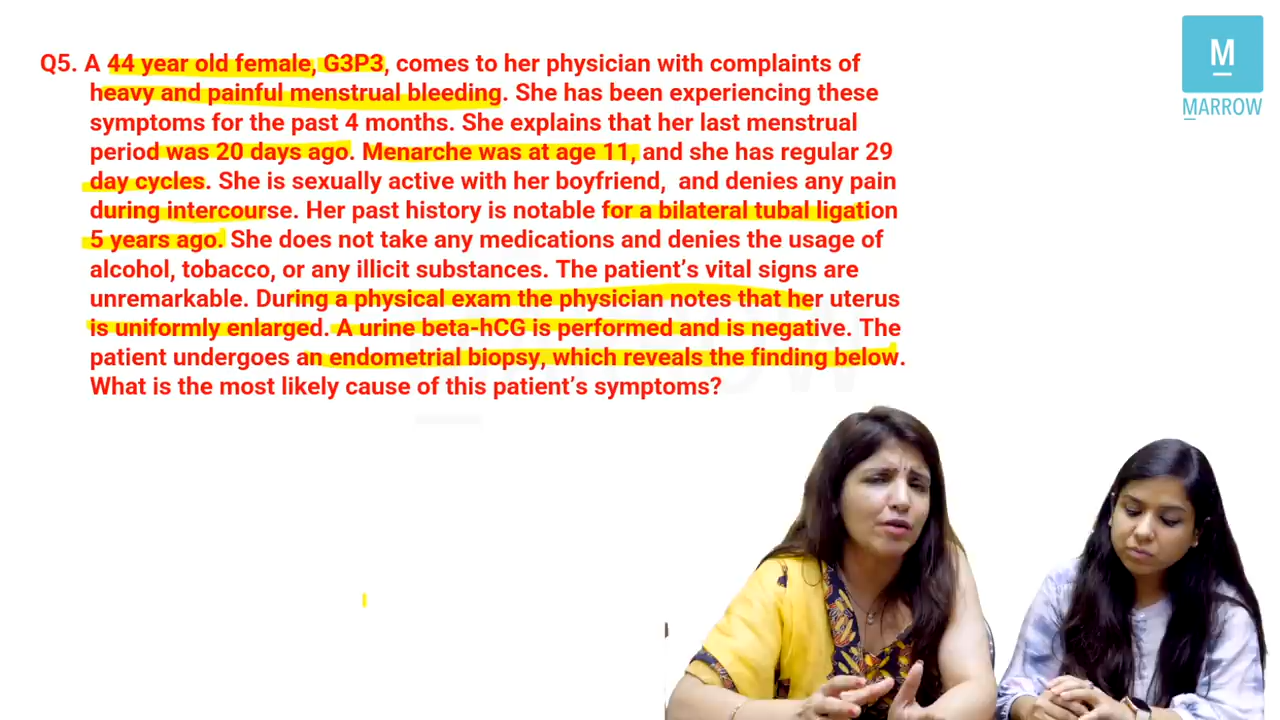 Q5. A 44 year old female, G3P3, comes to her physician with complaints of
heavy and painful menstrual bleeding. She has been experiencing these
symptoms for the past 4 months. She explains that her last menstrual
period was 20 days ago. Menarche was at age 11, and she has regular 29
day cycles. She is sexually active with her boyfriend, and denies any pain
during intercourse. Her past history is notable for a bilateral tubal ligation
5 years ago. She does not take any medications and denies the usage of
alcohol, tobacco, or any illicit substances. The patient’s vital signs are
unremarkable. During a physical exam the physician notes that her uterus
is uniformly enlarged. A urine beta-hCG is performed and is negative. The
patient undergoes an endometrial biopsy, which reveals the finding below.
What is the most likely cause of this patient’s symptoms?
M
MARROW